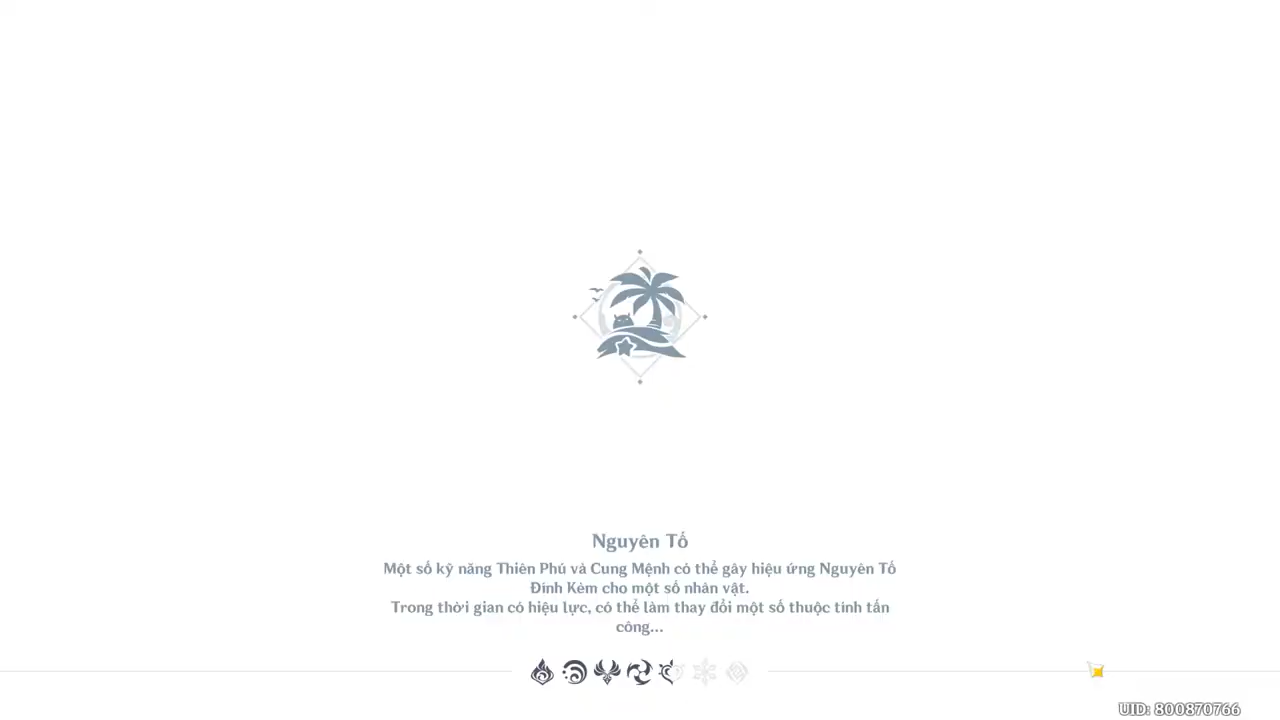 Nguyên Tố
Một số kỹ năng Thiên Phú và Cung Mệnh có thể gây hiệu ứng Nguyên Tố
Đính Kèm cho một số nhân vật.
Trong thời gian có hiệu lực, có thể làm thay đổi một số thuộc tính tấn
công...
UID: 800870766